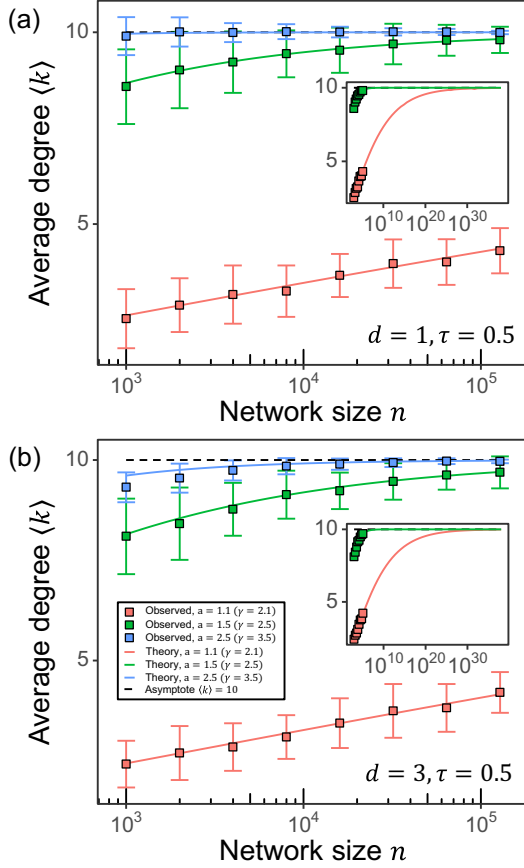 (a)
Average degree ⟨k⟩
10
5
10
5
10^10 10^20 10^30
d = 1, τ = 0.5
10^3 10^4 10^5
Network size n
(b)
Average degree ⟨k⟩
10
5
10
5
10^10 10^20 10^30
Observed, a = 1.1 (γ = 2.1)
Observed, a = 1.5 (γ = 2.5)
Observed, a = 2.5 (γ = 3.5)
Theory, a = 1.1 (γ = 2.1)
Theory, a = 1.5 (γ = 2.5)
Theory, a = 2.5 (γ = 3.5)
Asymptote ⟨k⟩ = 10
d = 3, τ = 0.5
10^3 10^4 10^5
Network size n